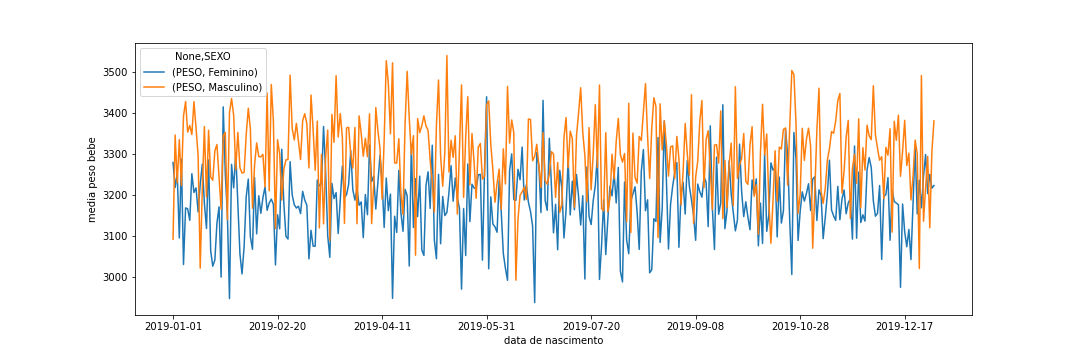 None,SEXO
(PESO, Feminino)
(PESO, Masculino)
media peso bebe
3500
3400
3300
3200
3100
3000
2019-01-01
2019-02-20
2019-04-11
2019-05-31
2019-07-20
2019-09-08
2019-10-28
2019-12-17
data de nascimento